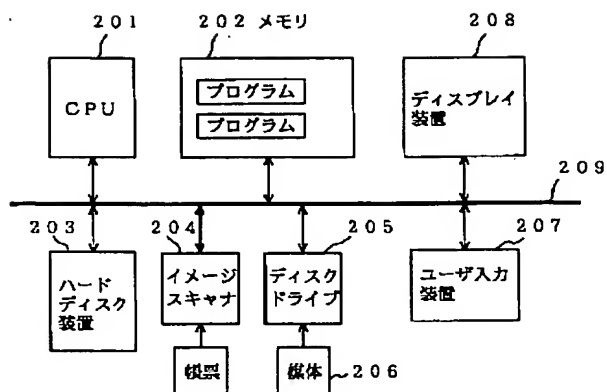 201
202 メモリ
208
CPU
プログラム
プログラム
ディスプレイ
装置
209
203
204
205
207
ハード
ディスク
装置
イメージ
スキャナ
ディスク
ドライブ
ユーザ入力
装置
帳票
媒体
206